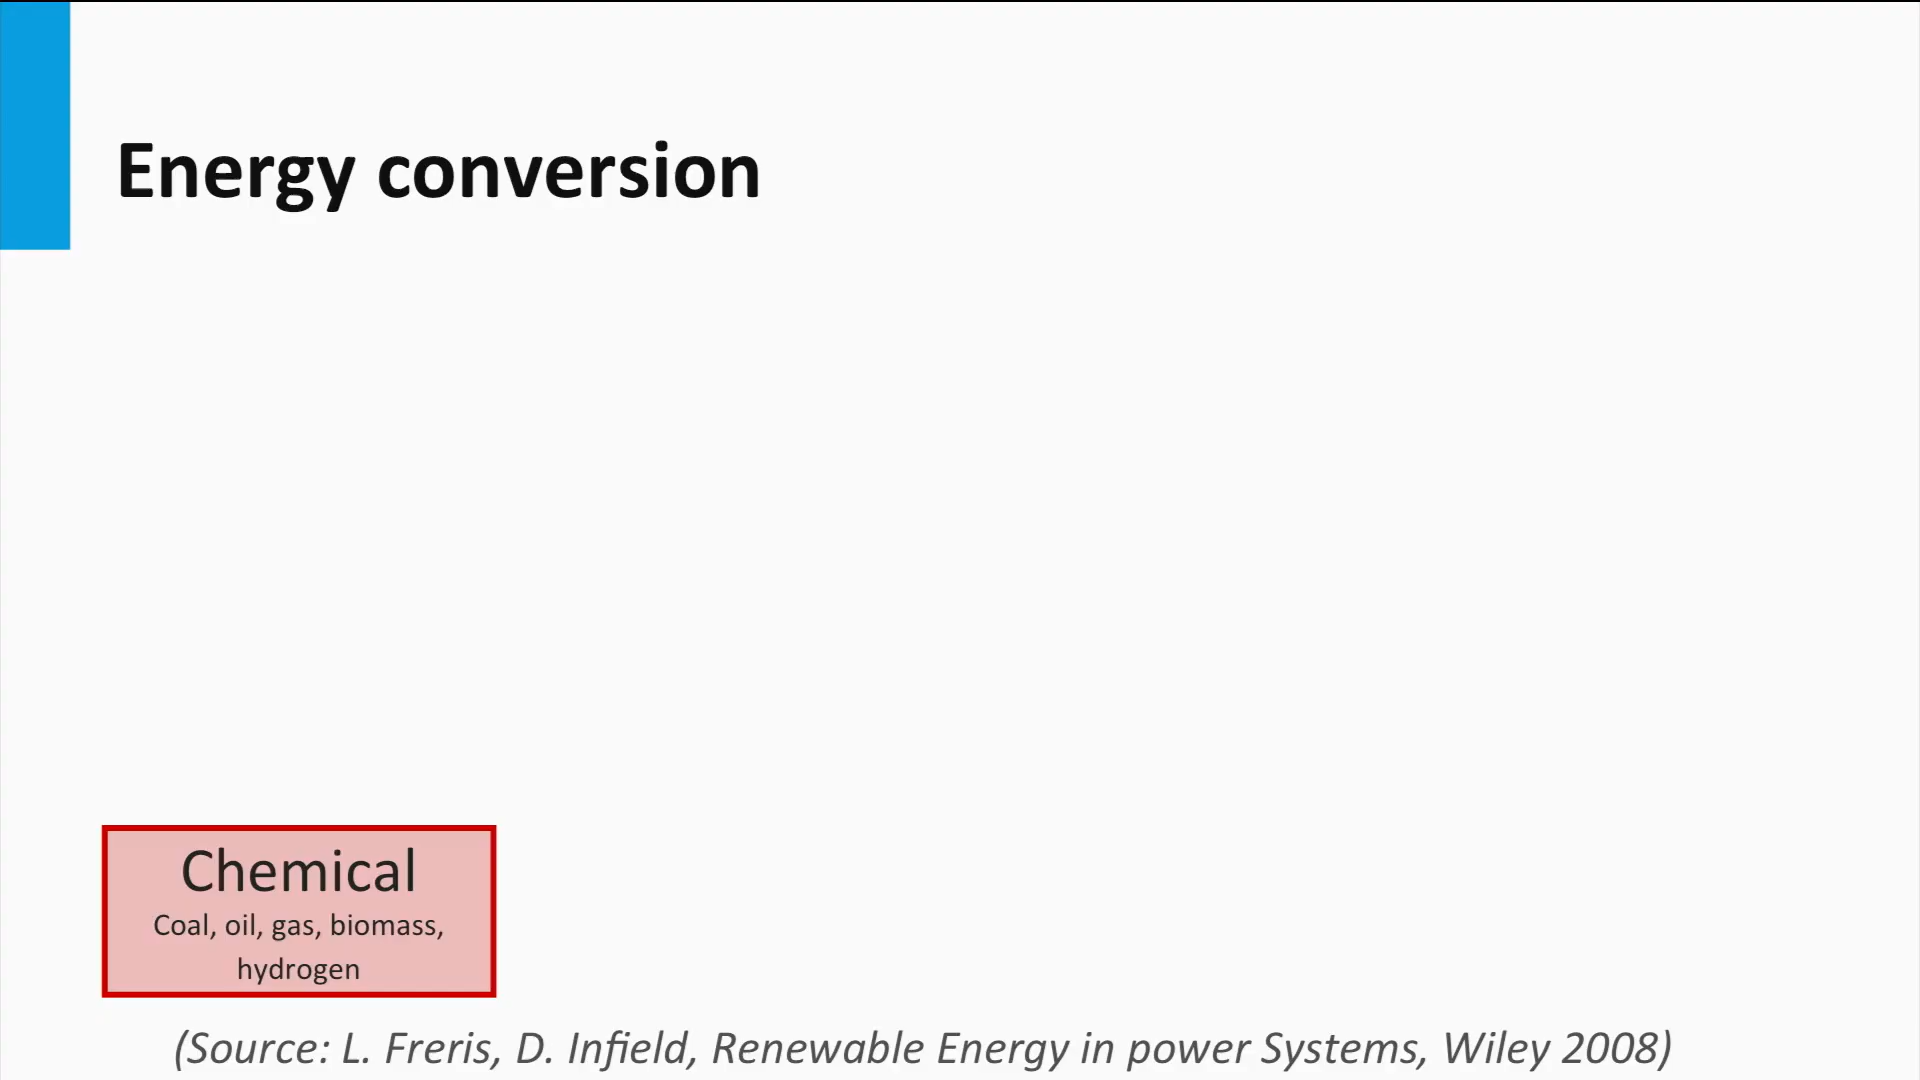 Energy conversion
Chemical
Coal, oil, gas, biomass,
hydrogen
(Source: L. Freris, D. Infield, Renewable Energy in power Systems, Wiley 2008)